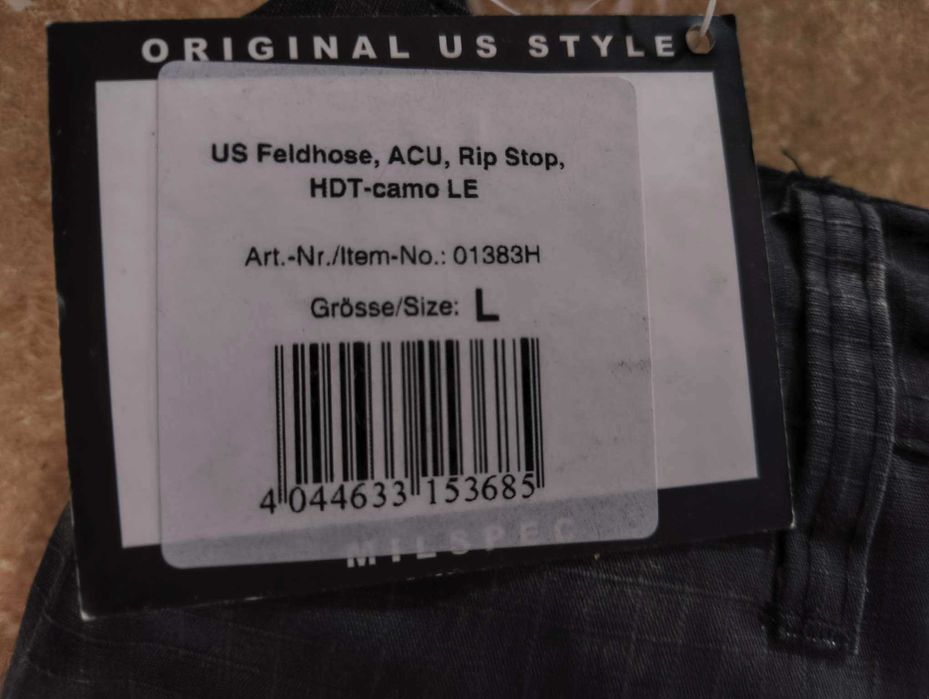 ORIGINAL US STYLE
US Feldhose, ACU, Rip Stop,
HDT-camo LE
Art.-Nr./Item-No.: 01383H
Grösse/Size: L
4 044633 153685
MILSPEC